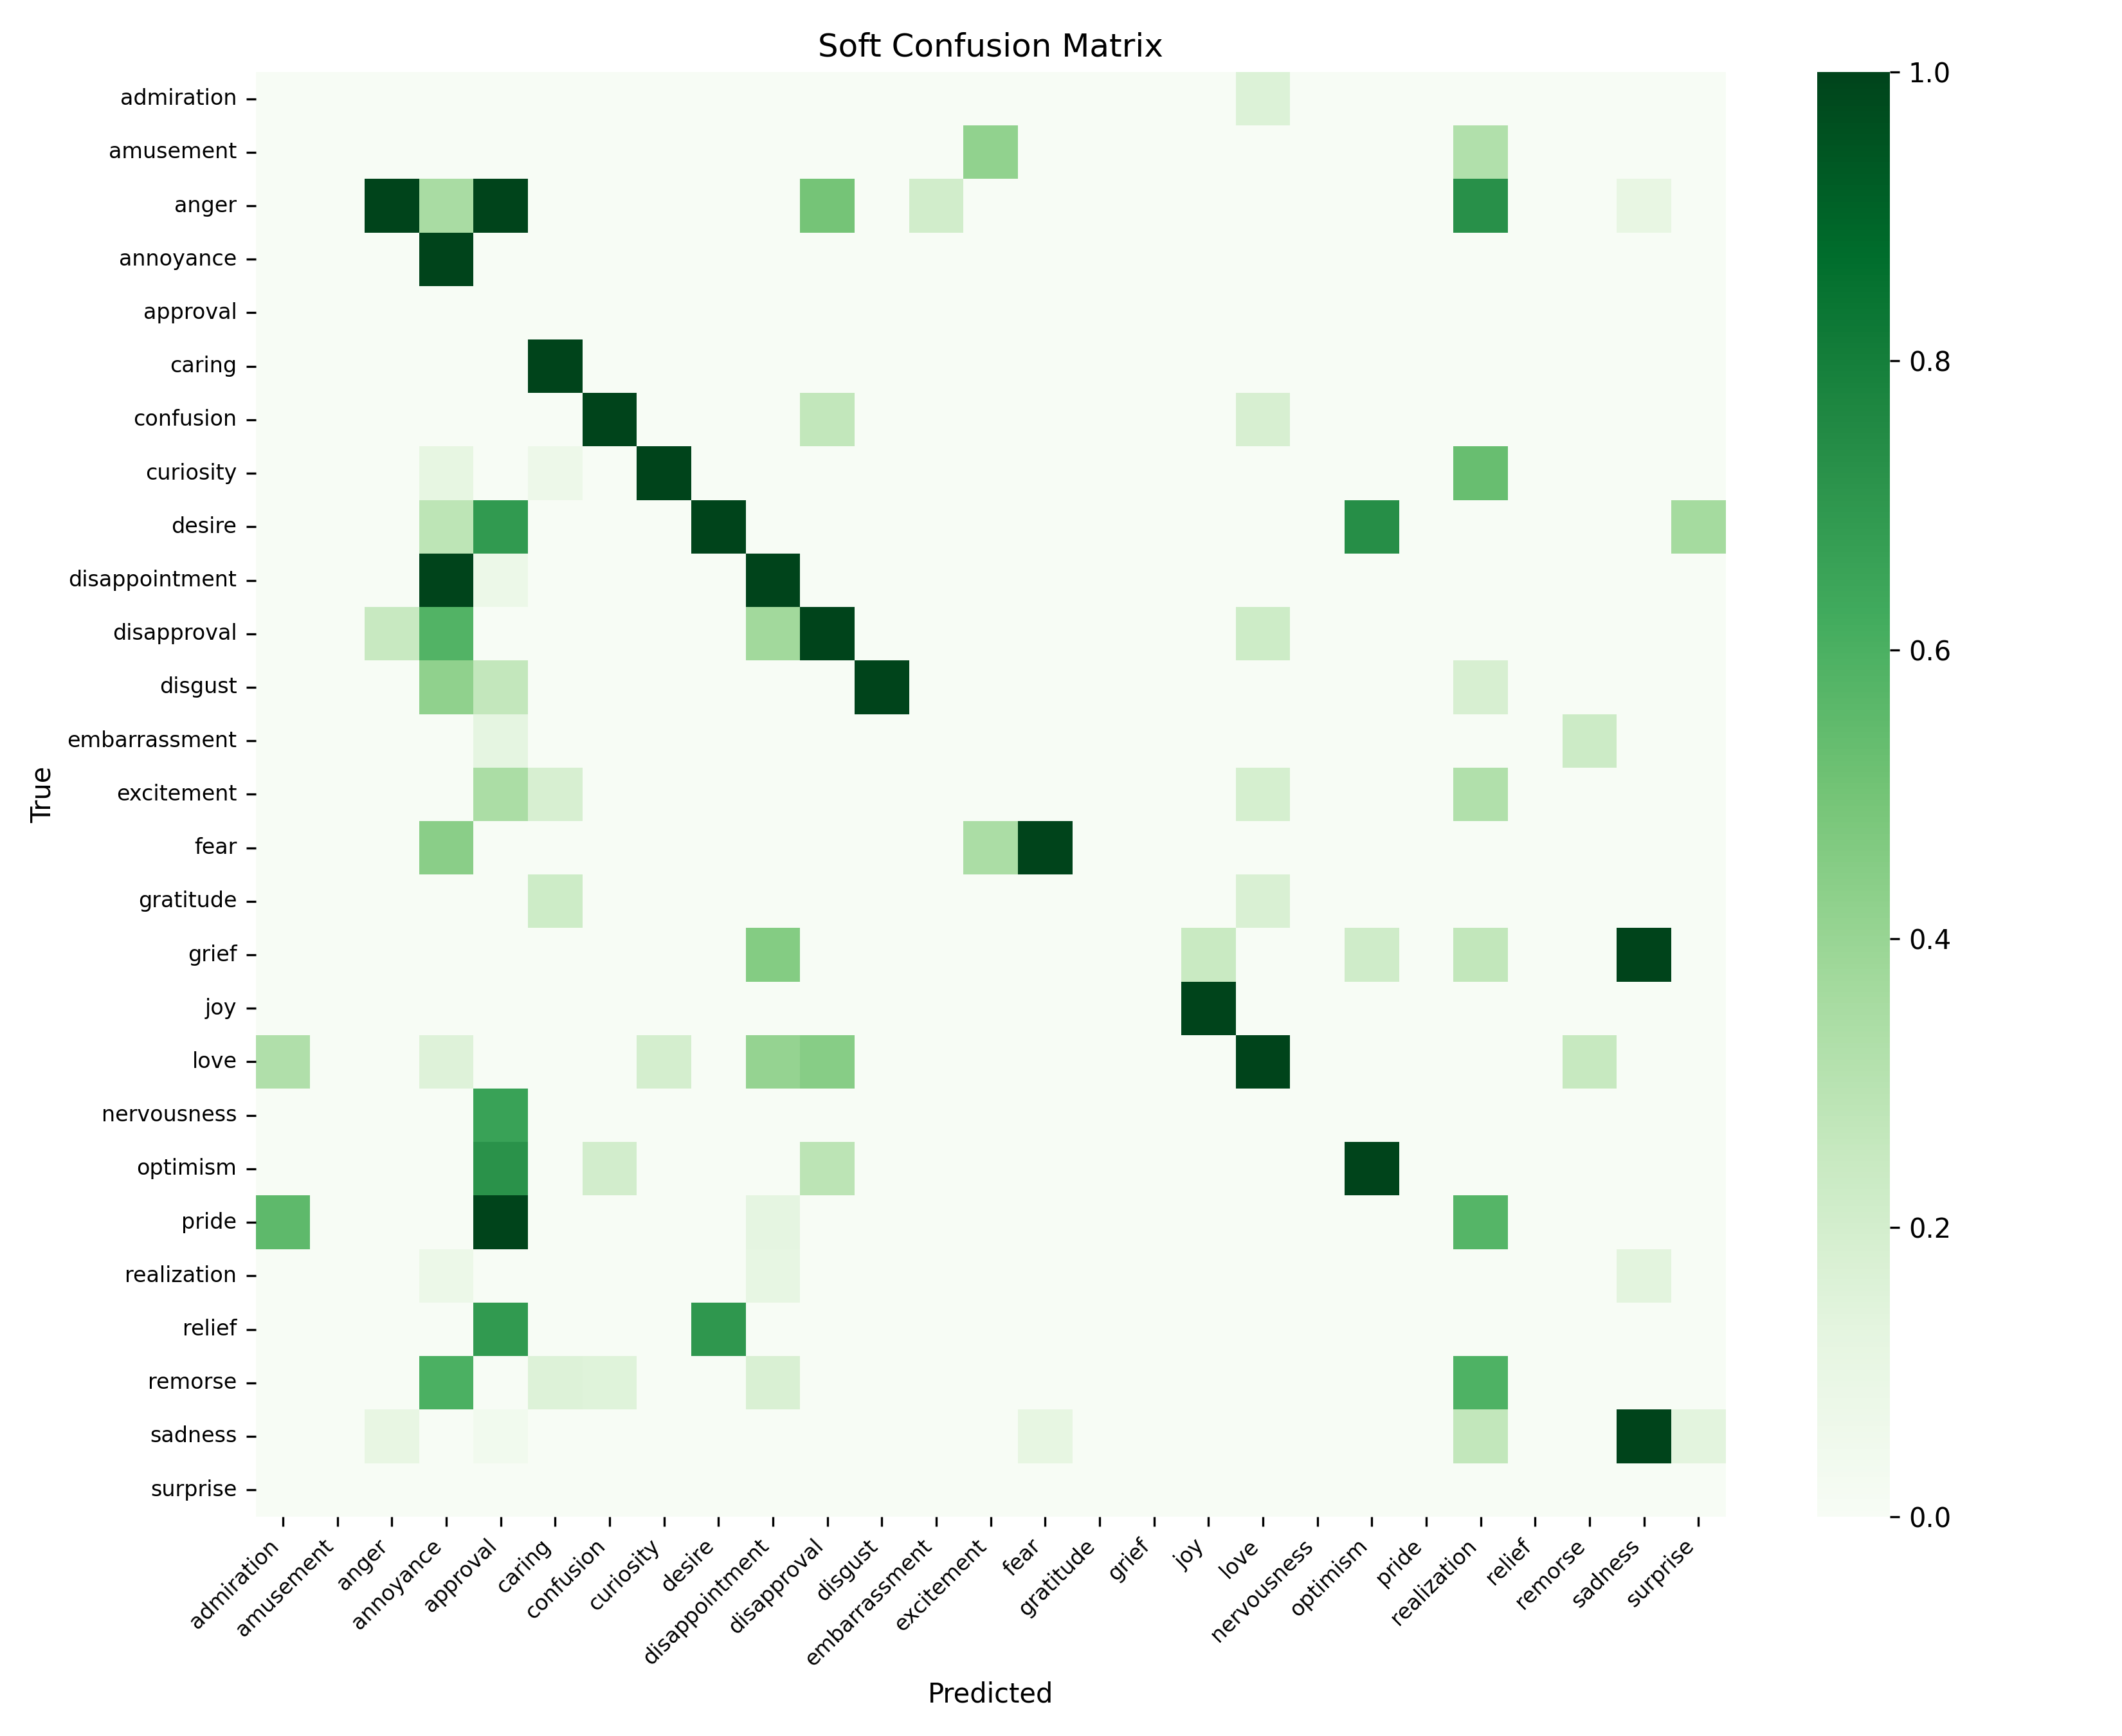 Soft Confusion Matrix
admiration
amusement
anger
annoyance
approval
caring
confusion
curiosity
desire
disappointment
disapproval
disgust
embarrassment
excitement
fear
gratitude
grief
joy
love
nervousness
optimism
pride
realization
relief
remorse
sadness
surprise
True
admiration
amusement
anger
annoyance
approval
caring
confusion
curiosity
desire
disappointment
disapproval
disgust
embarrassment
excitement
fear
gratitude
grief
joy
love
nervousness
optimism
pride
realization
relief
remorse
sadness
surprise
Predicted
1.0
0.8
0.6
0.4
0.2
0.0